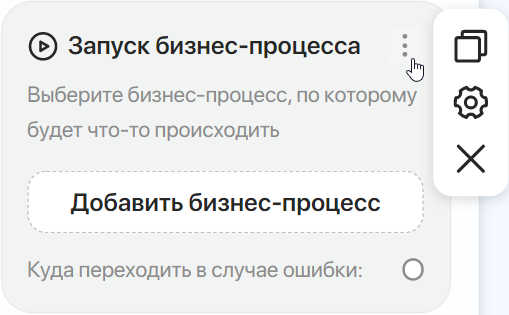 Запуск бизнес-процесса
Выберите бизнес-процесс, по которому
будет что-то происходить
Добавить бизнес-процесс
Куда переходить в случае ошибки: